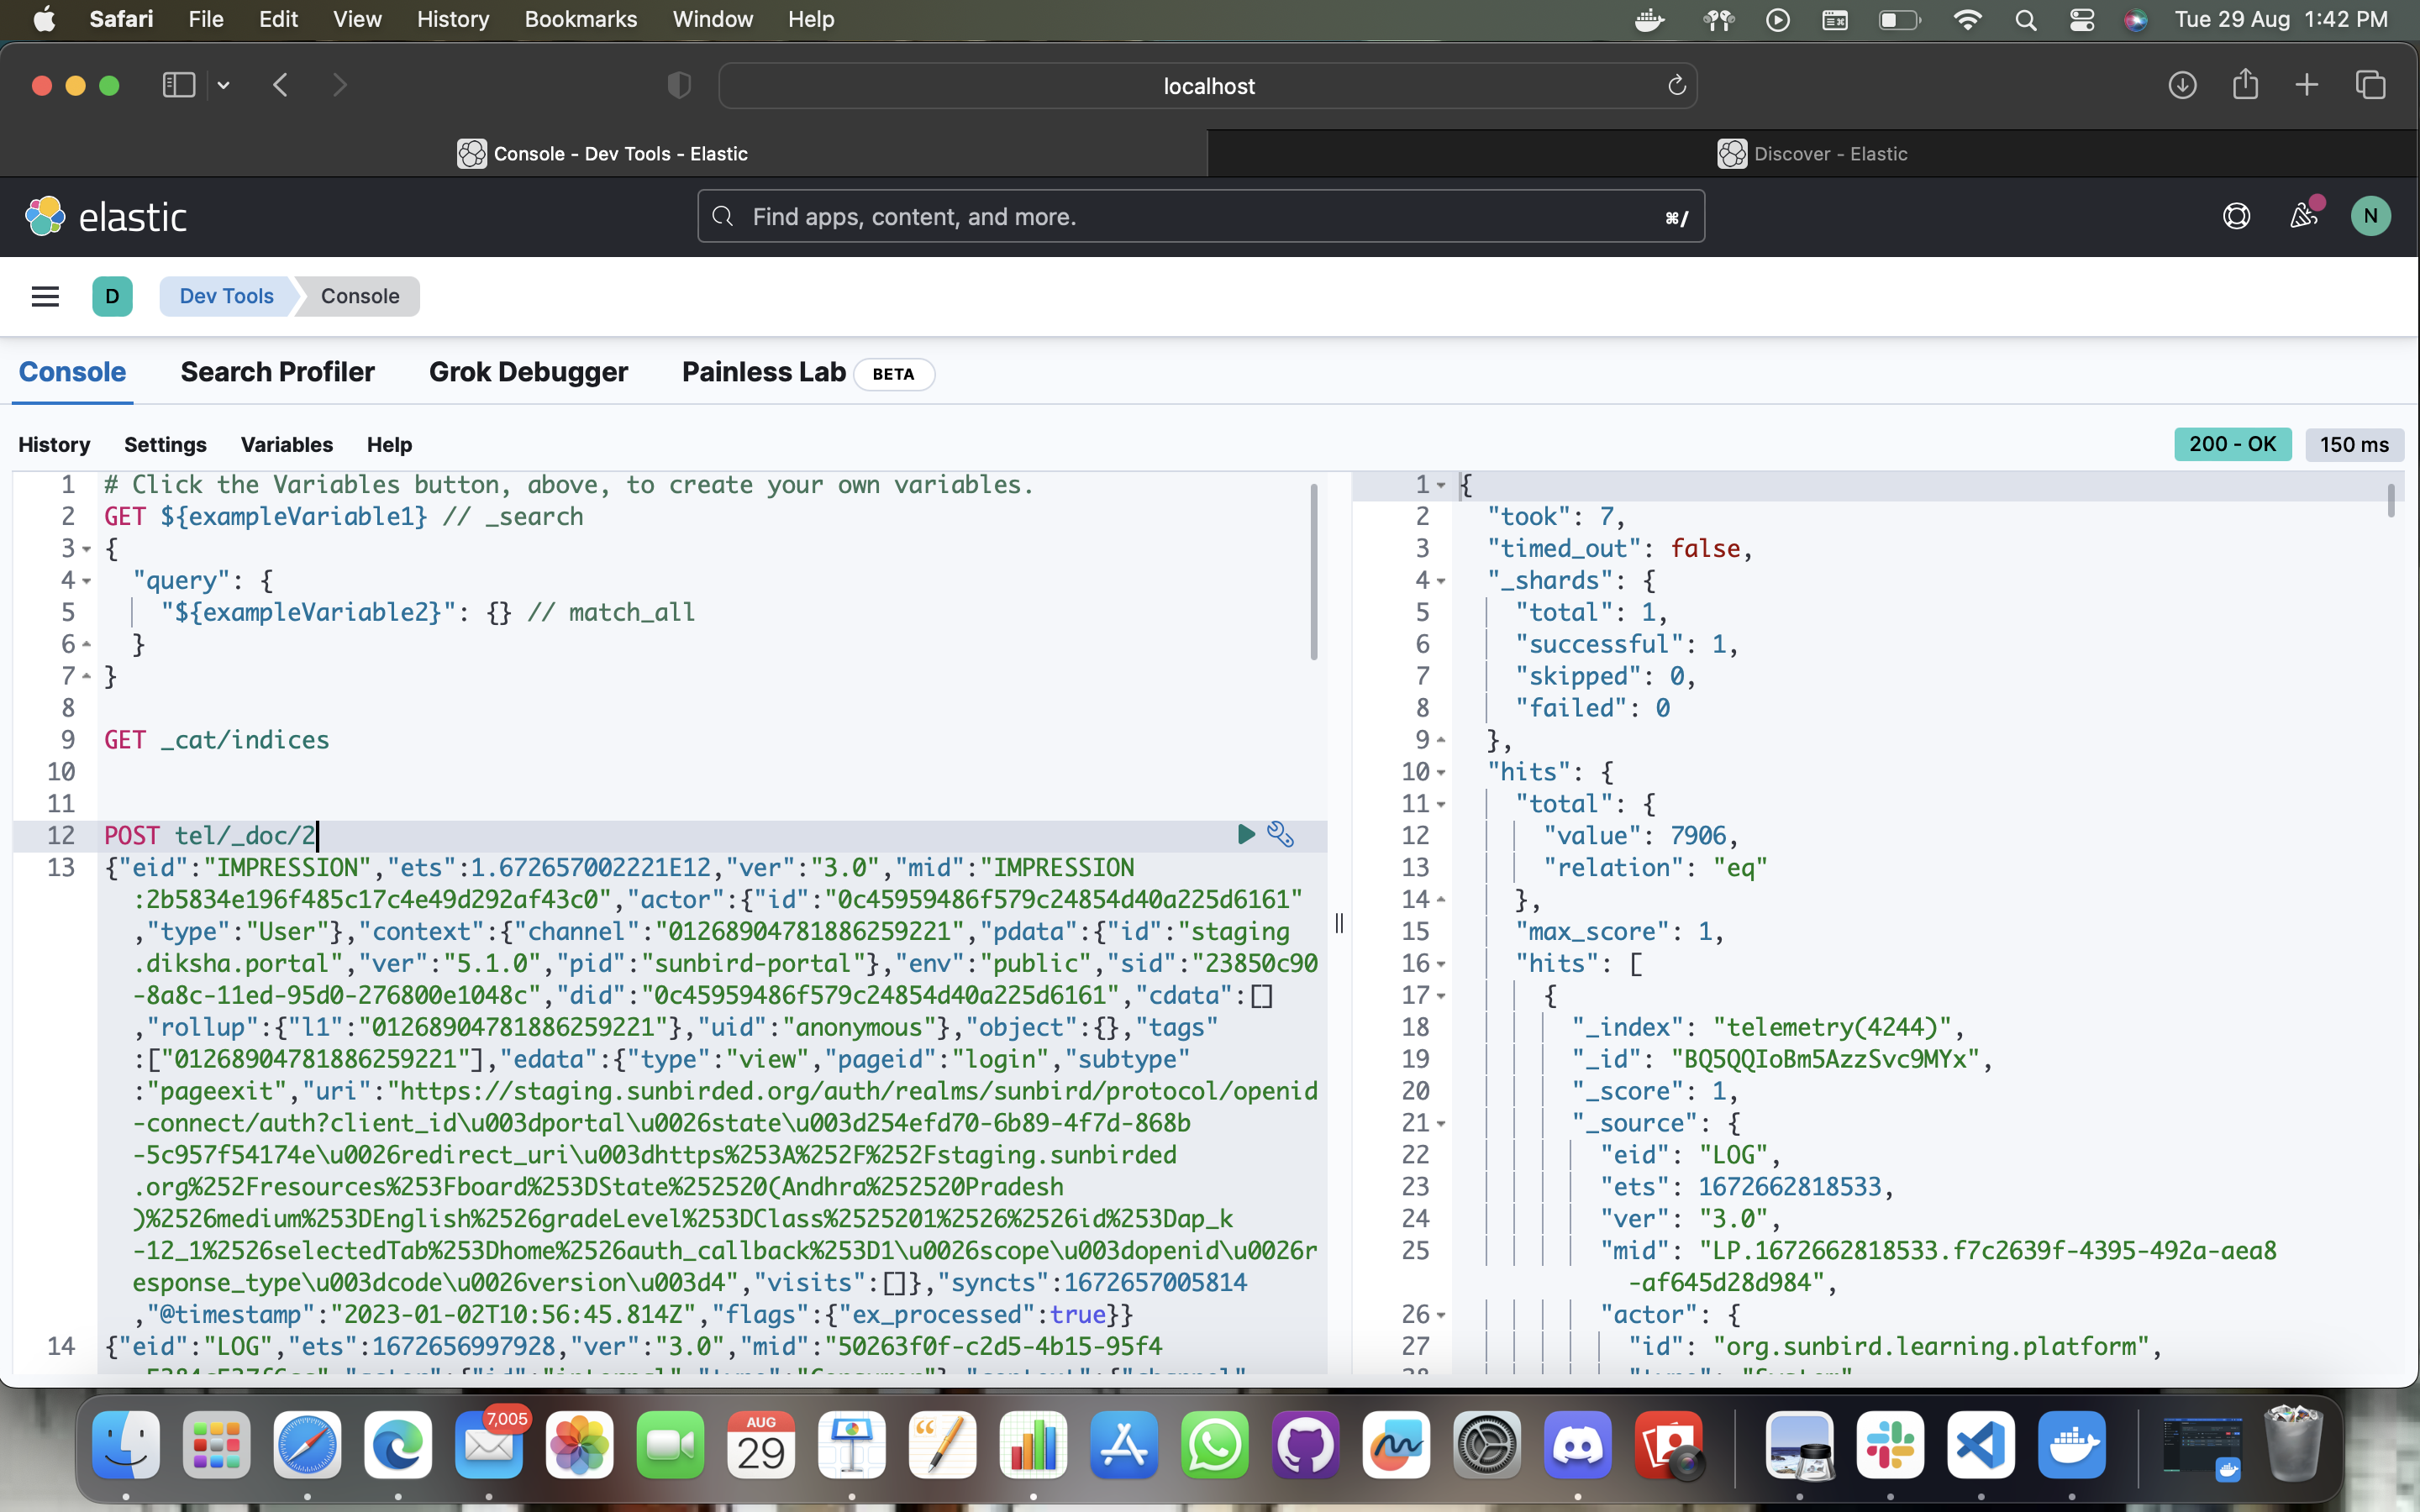 Safari File Edit View History Bookmarks Window Help Tue 29 Aug 1:42 PM
localhost
Console - Dev Tools - Elastic
Discover - Elastic
elastic
Find apps, content, and more. ⌘/
N
D Dev Tools Console
Console Search Profiler Grok Debugger Painless Lab BETA
History Settings Variables Help
200 - OK 150 ms
1 # Click the Variables button, above, to create your own variables.
2 GET ${exampleVariable1} // _search
3 {
4 "query": {
5 "${exampleVariable2}": {} // match_all
6 }
7 }
8
9 GET _cat/indices
10
11
12 POST tel/_doc/2
13 {"eid":"IMPRESSION","ets":1.672657002221E12,"ver":"3.0","mid":"IMPRESSION
:2b5834e196f485c17c4e49d292af43c0","actor":{"id":"0c45959486f579c24854d40a225d6161"
,"type":"User"},"context":{"channel":"01268904781886259221","pdata":{"id":"staging
.diksha.portal","ver":"5.1.0","pid":"sunbird-portal"},"env":"public","sid":"23850c90
-8a8c-11ed-95d0-276800e1048c","did":"0c45959486f579c24854d40a225d6161","cdata":[]
,"rollup":{"l1":"01268904781886259221"},"uid":"anonymous"},"object":{},"tags"
:["01268904781886259221"],"edata":{"type":"view","pageid":"login","subtype"
:"pageexit","uri":"https://staging.sunbirded.org/auth/realms/sunbird/protocol/openid
-connect/auth?client_id\u003dportal\u0026state\u003d254efd70-6b89-4f7d-868b
-5c957f54174e\u0026redirect_uri\u003dhttps%253A%252F%252Fstaging.sunbirded
.org%252Fresources%253Fboard%253DState%252520(Andhra%252520Pradesh
)%2526medium%253DEnglish%2526gradeLevel%253DClass%2525201%2526%2526id%253Dap_k
-12_1%2526selectedTab%253Dhome%2526auth_callback%253D1\u0026scope\u003dopenid\u0026r
esponse_type\u003dcode\u0026version\u003d4","visits":[]},"syncts":1672657005814
,"@timestamp":"2023-01-02T10:56:45.814Z","flags":{"ex_processed":true}}
14 {"eid":"LOG","ets":1672656997928,"ver":"3.0","mid":"50263f0f-c2d5-4b15-95f4
1 {
2 "took": 7,
3 "timed_out": false,
4 "_shards": {
5 "total": 1,
6 "successful": 1,
7 "skipped": 0,
8 "failed": 0
9 },
10 "hits": {
11 "total": {
12 "value": 7906,
13 "relation": "eq"
14 },
15 "max_score": 1,
16 "hits": [
17 {
18 "_index": "telemetry(4244)",
19 "_id": "BQ5QQIoBm5AzzSvc9MYx",
20 "_score": 1,
21 "_source": {
22 "eid": "LOG",
23 "ets": 1672662818533,
24 "ver": "3.0",
25 "mid": "LP.1672662818533.f7c2639f-4395-492a-aea8
-af645d28d984",
26 "actor": {
27 "id": "org.sunbird.learning.platform",
7,005
AUG
29